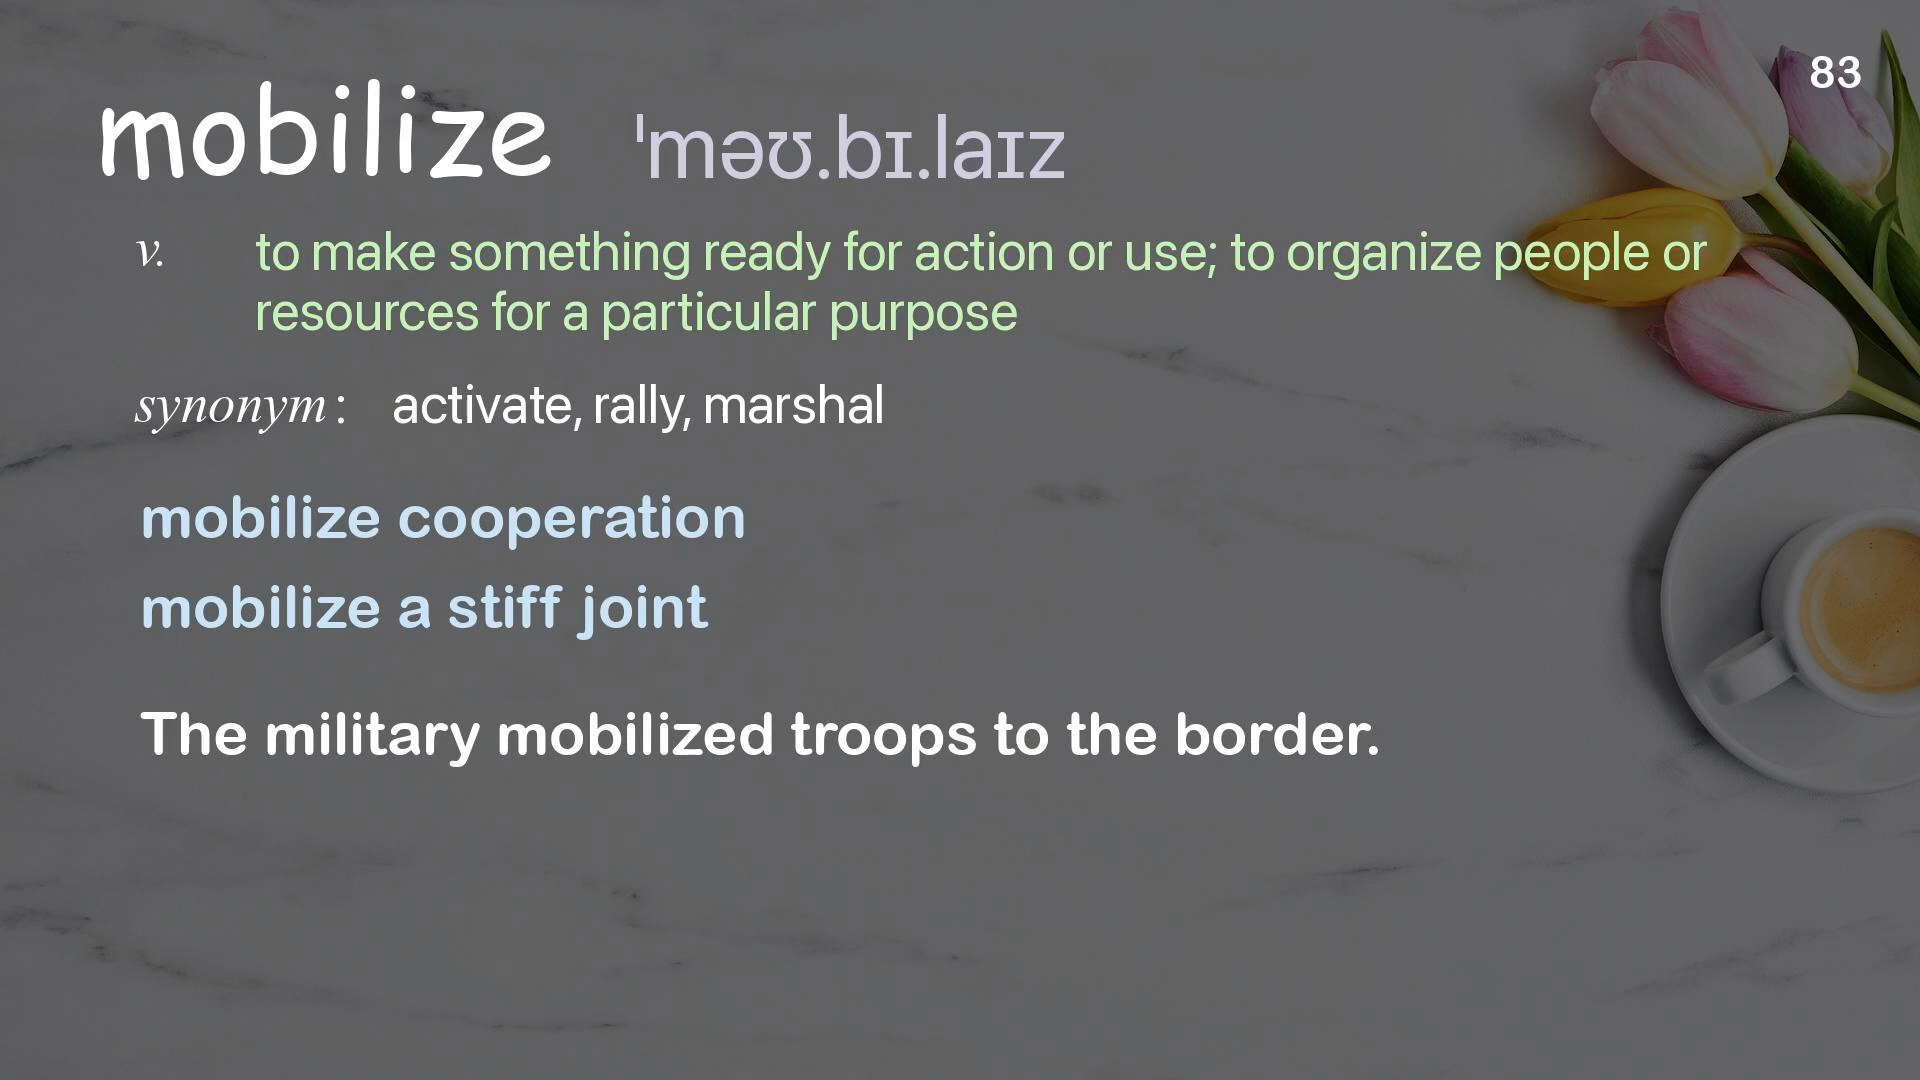 83
mobilize ˈməʊ.bɪ.laɪz
v. to make something ready for action or use; to organize people or
resources for a particular purpose
synonym: activate, rally, marshal
mobilize cooperation
mobilize a stiff joint
The military mobilized troops to the border.